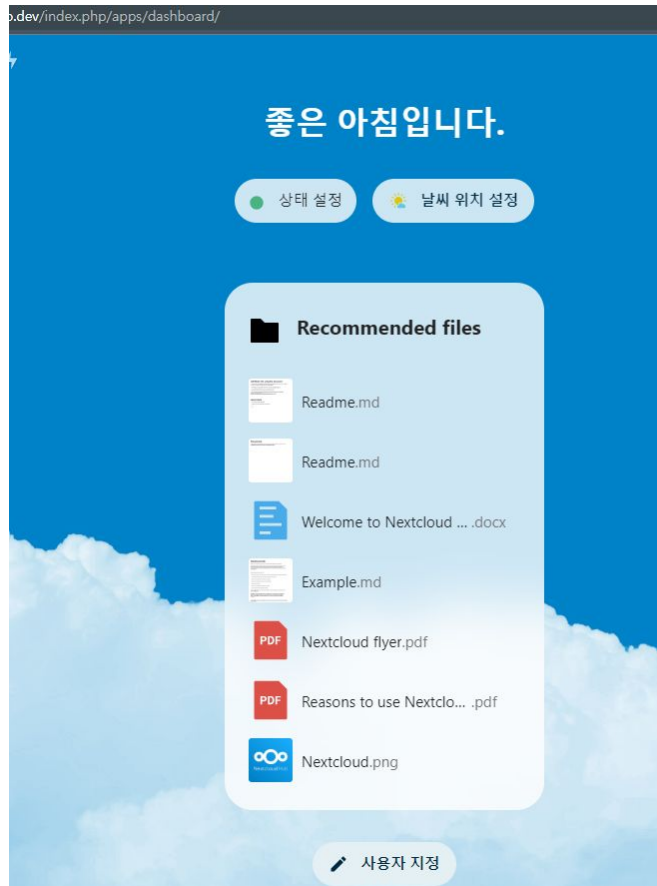 o.dev/index.php/apps/dashboard/
좋은 아침입니다.
상태 설정
날씨 위치 설정
Recommended files
Readme.md
Readme.md
Welcome to Nextcloud ... .docx
Example.md
PDF
Nextcloud flyer.pdf
PDF
Reasons to use Nextclo... .pdf
Nextcloud.png
사용자 지정